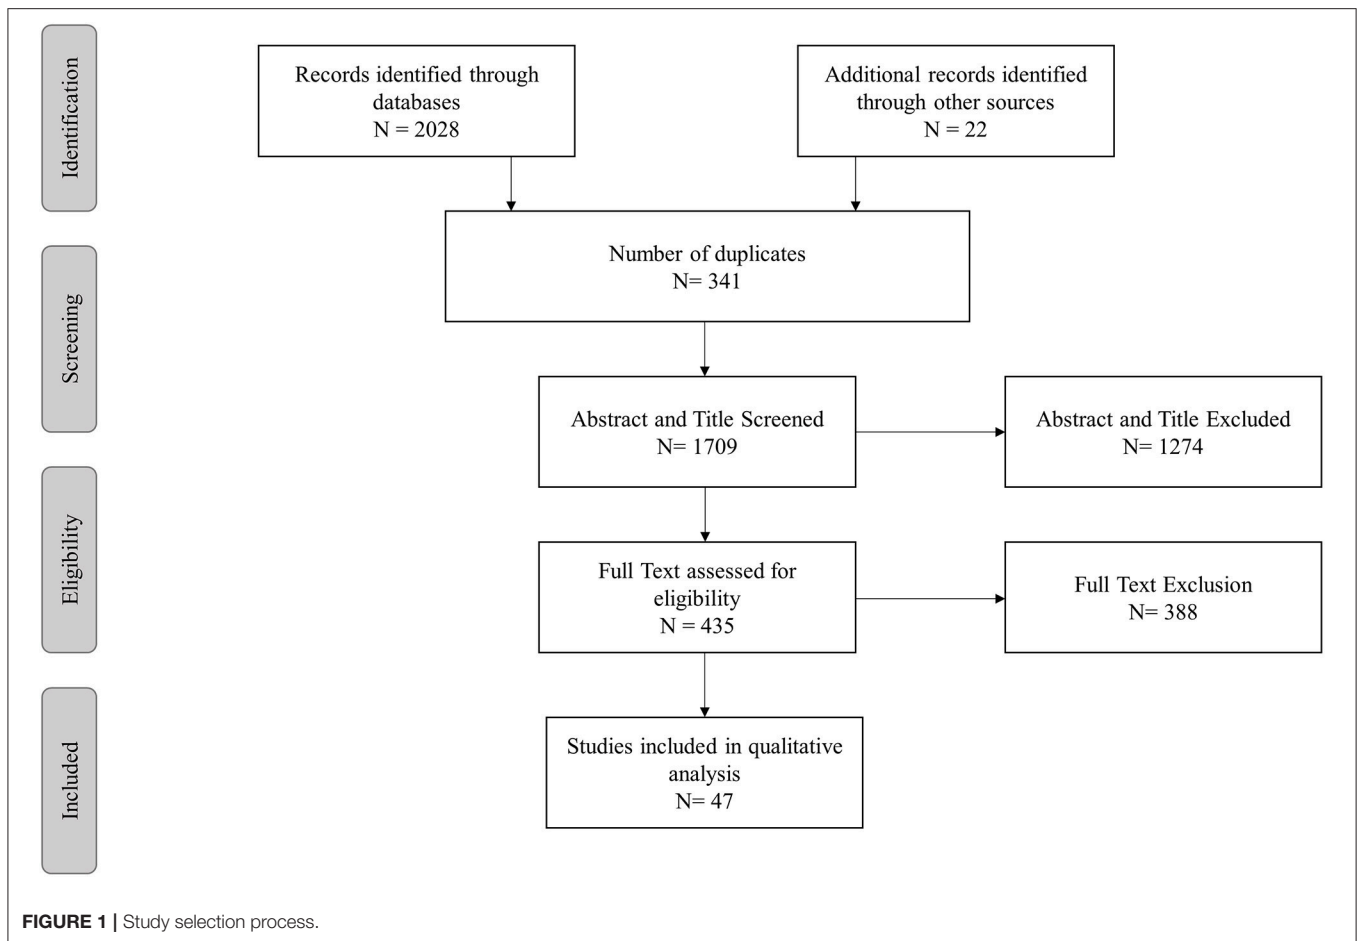 Identification
Records identified through
databases
N = 2028
Additional records identified
through other sources
N = 22
Screening
Number of duplicates
N= 341
Abstract and Title Screened
N= 1709
Abstract and Title Excluded
N= 1274
Eligibility
Full Text assessed for
eligibility
N = 435
Full Text Exclusion
N= 388
Included
Studies included in qualitative
analysis
N= 47
FIGURE 1 | Study selection process.